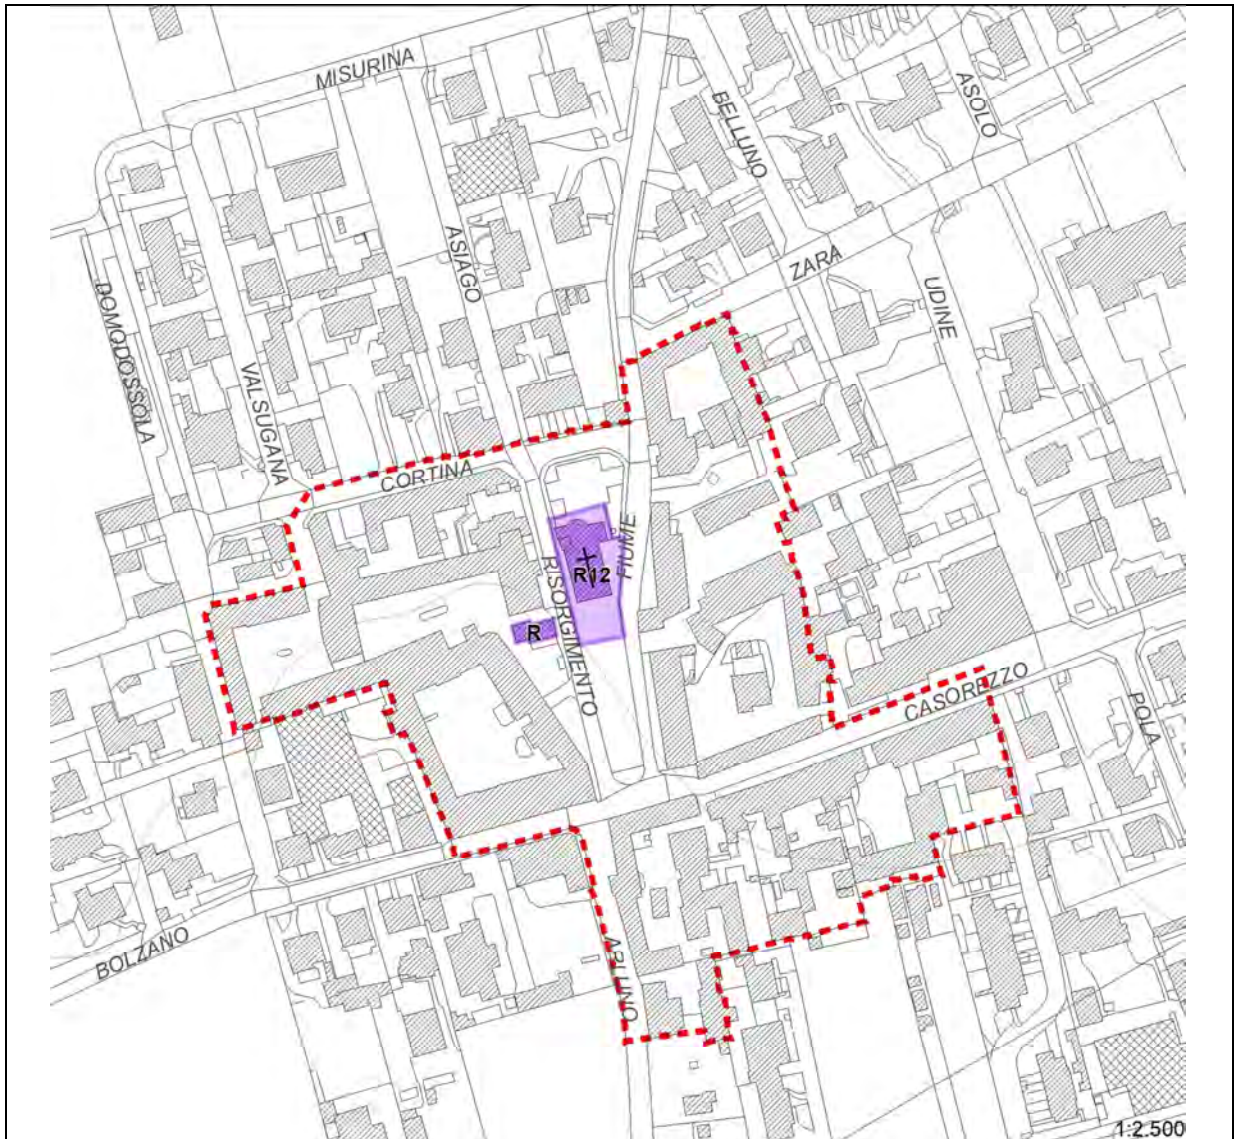 MISURINA
ASOLO
BELLUNO
ZARA
ASIAGO
UDINE
DOMODOSSOLA
VALSUGANA
CORTINA
FIUME
R12
RISORGIMENTO
R
CASOREZZO
POLA
BOLZANO
ARLUNO
1:2.500